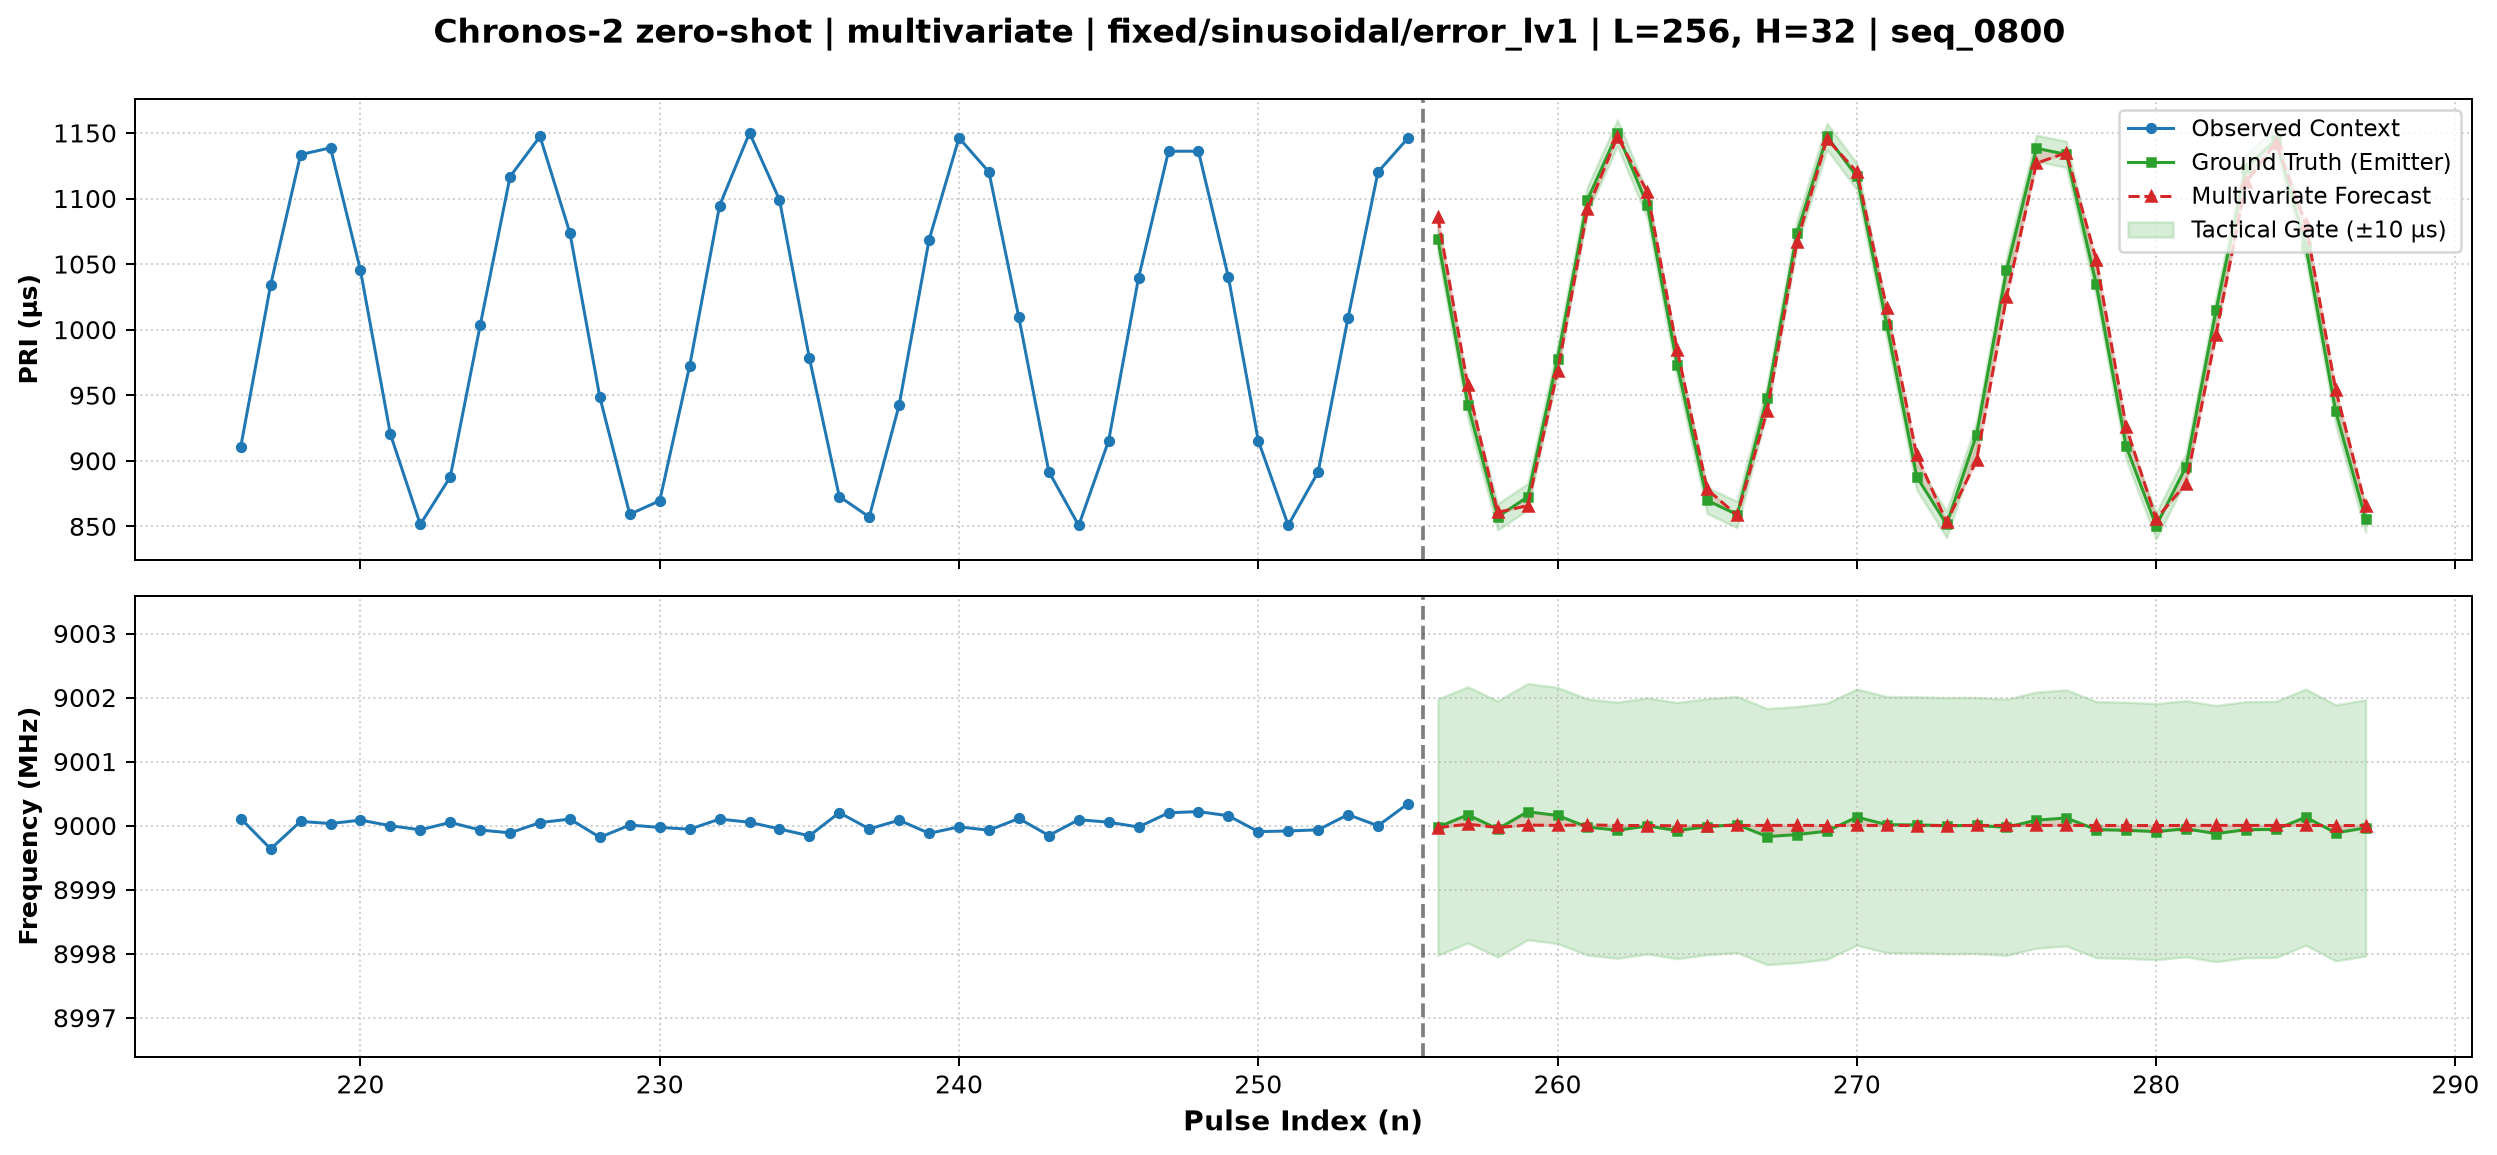 Chronos-2 zero-shot | multivariate | fixed/sinusoidal/error_lv1 | L=256, H=32 | seq_0800
1150
1100
1050
1000
950
900
850
PRI (µs)
Observed Context
Ground Truth (Emitter)
Multivariate Forecast
Tactical Gate (±10 µs)
9003
9002
9001
9000
8999
8998
8997
Frequency (MHz)
220 230 240 250 260 270 280 290
Pulse Index (n)